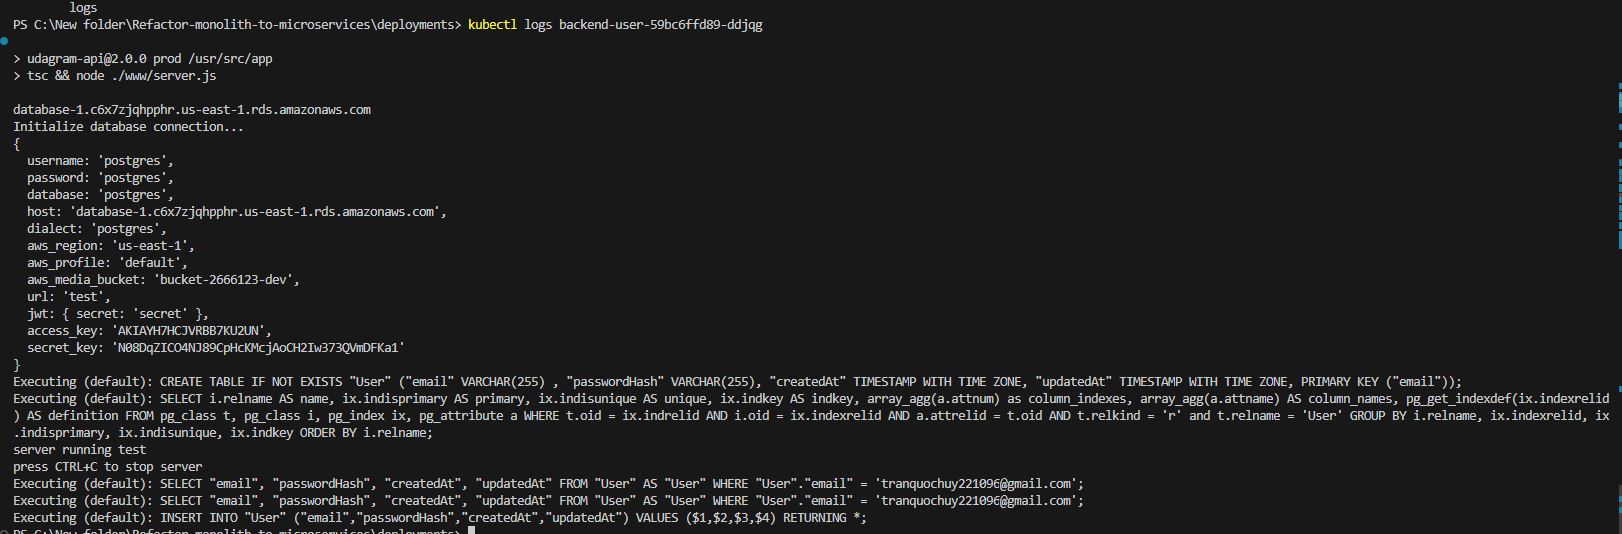 logs
PS C:\New folder\Refactor-monolith-to-microservices\deployments> kubectl logs backend-user-59bc6ffd89-ddjqg
> udagram-api@2.0.0 prod /usr/src/app
> tsc && node ./www/server.js
database-1.c6x7zjqhpphr.us-east-1.rds.amazonaws.com
Initialize database connection...
{
username: 'postgres',
password: 'postgres',
database: 'postgres',
host: 'database-1.c6x7zjqhpphr.us-east-1.rds.amazonaws.com',
dialect: 'postgres',
aws_region: 'us-east-1',
aws_profile: 'default',
aws_media_bucket: 'bucket-2666123-dev',
url: 'test',
jwt: { secret: 'secret' },
access_key: 'AKIAYH7HCJVRBB7KU2UN',
secret_key: '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'
}
Executing (default): CREATE TABLE IF NOT EXISTS "User" ("email" VARCHAR(255) , "passwordHash" VARCHAR(255), "createdAt" TIMESTAMP WITH TIME ZONE, "updatedAt" TIMESTAMP WITH TIME ZONE, PRIMARY KEY ("email"));
Executing (default): SELECT i.relname AS name, ix.indisprimary AS primary, ix.indisunique AS unique, ix.indkey AS indkey, array_agg(a.attnum) as column_indexes, array_agg(a.attname) AS column_names, pg_get_indexdef(ix.indexrelid
) AS definition FROM pg_class t, pg_class i, pg_index ix, pg_attribute a WHERE t.oid = ix.indrelid AND i.oid = ix.indexrelid AND a.attrelid = t.oid AND t.relkind = 'r' and t.relname = 'User' GROUP BY i.relname, ix.indexrelid, ix
.indisprimary, ix.indisunique, ix.indkey ORDER BY i.relname;
server running test
press CTRL+C to stop server
Executing (default): SELECT "email", "passwordHash", "createdAt", "updatedAt" FROM "User" AS "User" WHERE "User"."email" = 'tranquochuy221096@gmail.com';
Executing (default): SELECT "email", "passwordHash", "createdAt", "updatedAt" FROM "User" AS "User" WHERE "User"."email" = 'tranquochuy221096@gmail.com';
Executing (default): INSERT INTO "User" ("email","passwordHash","createdAt","updatedAt") VALUES ($1,$2,$3,$4) RETURNING *;
PS C:\New folder\Refactor-monolith-to-microservices\deployments>